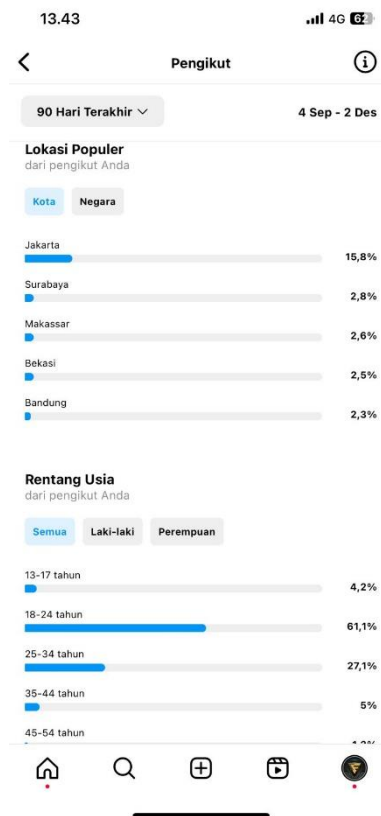 13.43
4G 62
Pengikut
90 Hari Terakhir
4 Sep - 2 Des
Lokasi Populer
dari pengikut Anda
Kota Negara
Jakarta
15,8%
Surabaya
2,8%
Makassar
2,6%
Bekasi
2,5%
Bandung
2,3%
Rentang Usia
dari pengikut Anda
Semua Laki-laki Perempuan
13-17 tahun
4,2%
18-24 tahun
61,1%
25-34 tahun
27,1%
35-44 tahun
5%
45-54 tahun